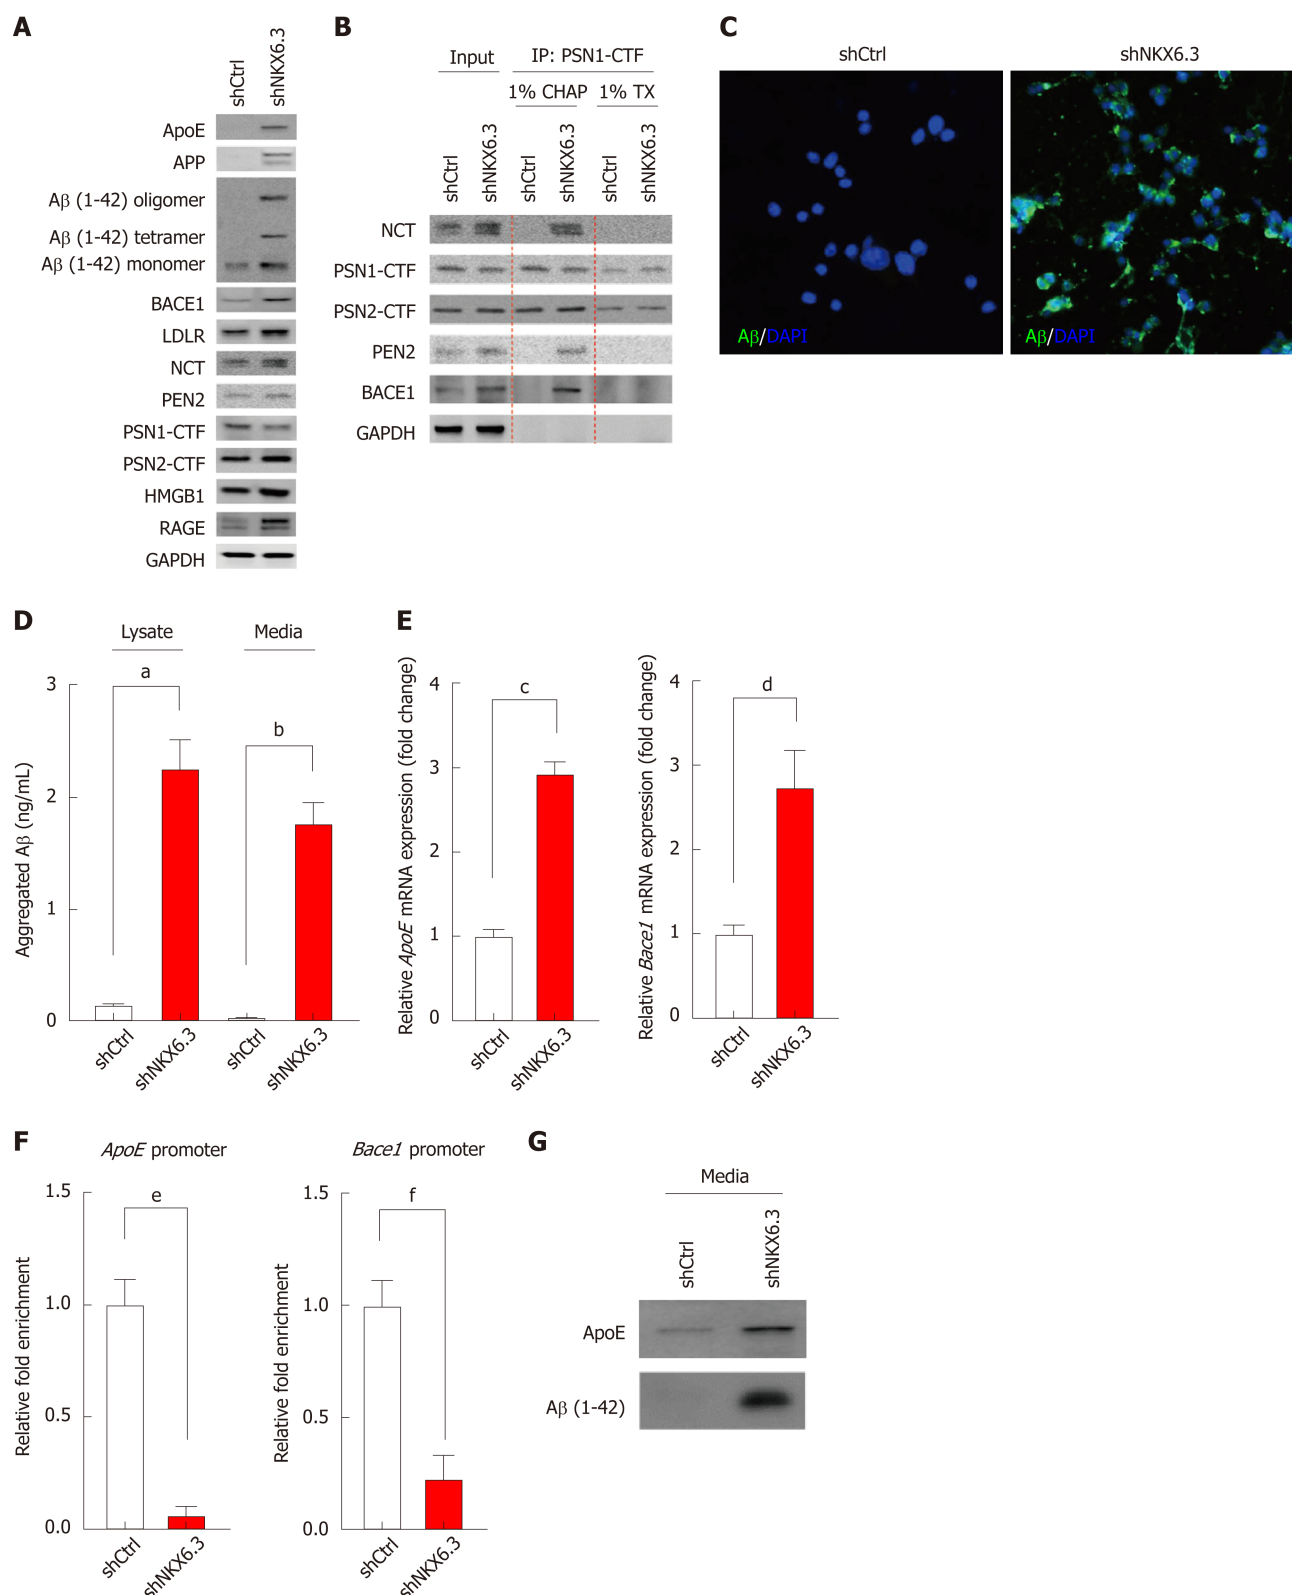 A
shCtrl
shNKX6.3
ApoE
APP
Aβ (1-42) oligomer
Aβ (1-42) tetramer
Aβ (1-42) monomer
BACE1
LDLR
NCT
PEN2
PSN1-CTF
PSN2-CTF
HMGB1
RAGE
GAPDH
B
Input
IP: PSN1-CTF
1% CHAP
1% TX
shCtrl
shNKX6.3
shCtrl
shNKX6.3
shCtrl
shNKX6.3
NCT
PSN1-CTF
PSN2-CTF
PEN2
BACE1
GAPDH
C
shCtrl
shNKX6.3
Aβ/DAPI
Aβ/DAPI
D
Lysate
Media
a
b
Aggregated Aβ (ng/mL)
3
2
1
0
shCtrl
shNKX6.3
shCtrl
shNKX6.3
E
Relative ApoE mRNA expression (fold change)
4
3
2
1
0
c
shCtrl
shNKX6.3
Relative Bace1 mRNA expression (fold change)
4
3
2
1
0
d
shCtrl
shNKX6.3
F
ApoE promoter
Relative fold enrichment
1.5
1.0
0.5
0.0
e
shCtrl
shNKX6.3
Bace1 promoter
Relative fold enrichment
1.5
1.0
0.5
0.0
f
shCtrl
shNKX6.3
G
Media
shCtrl
shNKX6.3
ApoE
Aβ (1-42)